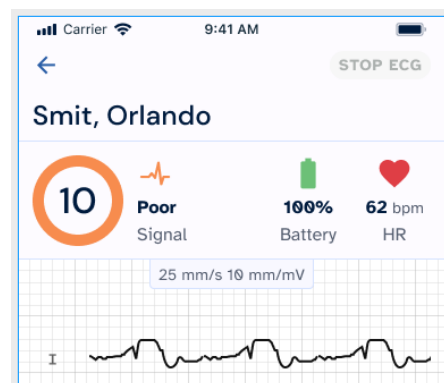 Carrier 9:41 AM
STOP ECG
Smit, Orlando
10
Poor 100% 62 bpm
Signal Battery HR
25 mm/s 10 mm/mV
I